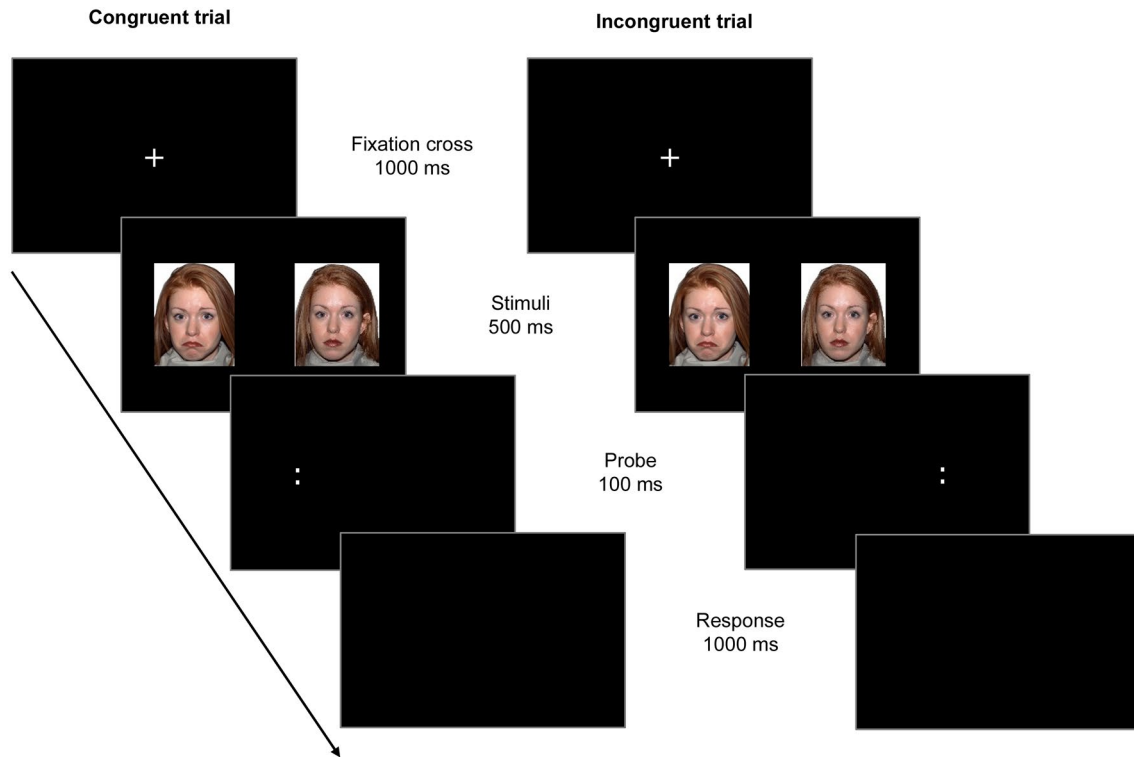 Congruent trial
Incongruent trial
Fixation cross
1000 ms
Stimuli
500 ms
Probe
100 ms
Response
1000 ms